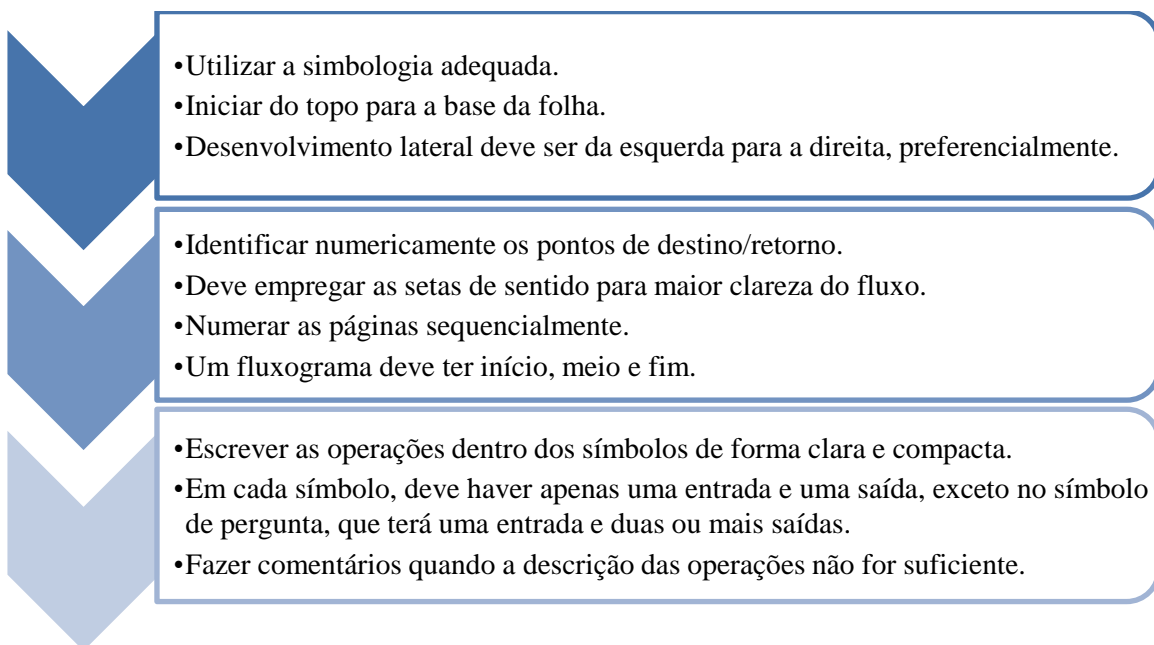 •Utilizar a simbologia adequada.
•Iniciar do topo para a base da folha.
•Desenvolvimento lateral deve ser da esquerda para a direita, preferencialmente.
•Identificar numericamente os pontos de destino/retorno.
•Deve empregar as setas de sentido para maior clareza do fluxo.
•Numerar as páginas sequencialmente.
•Um fluxograma deve ter início, meio e fim.
•Escrever as operações dentro dos símbolos de forma clara e compacta.
•Em cada símbolo, deve haver apenas uma entrada e uma saída, exceto no símbolo
de pergunta, que terá uma entrada e duas ou mais saídas.
•Fazer comentários quando a descrição das operações não for suficiente.